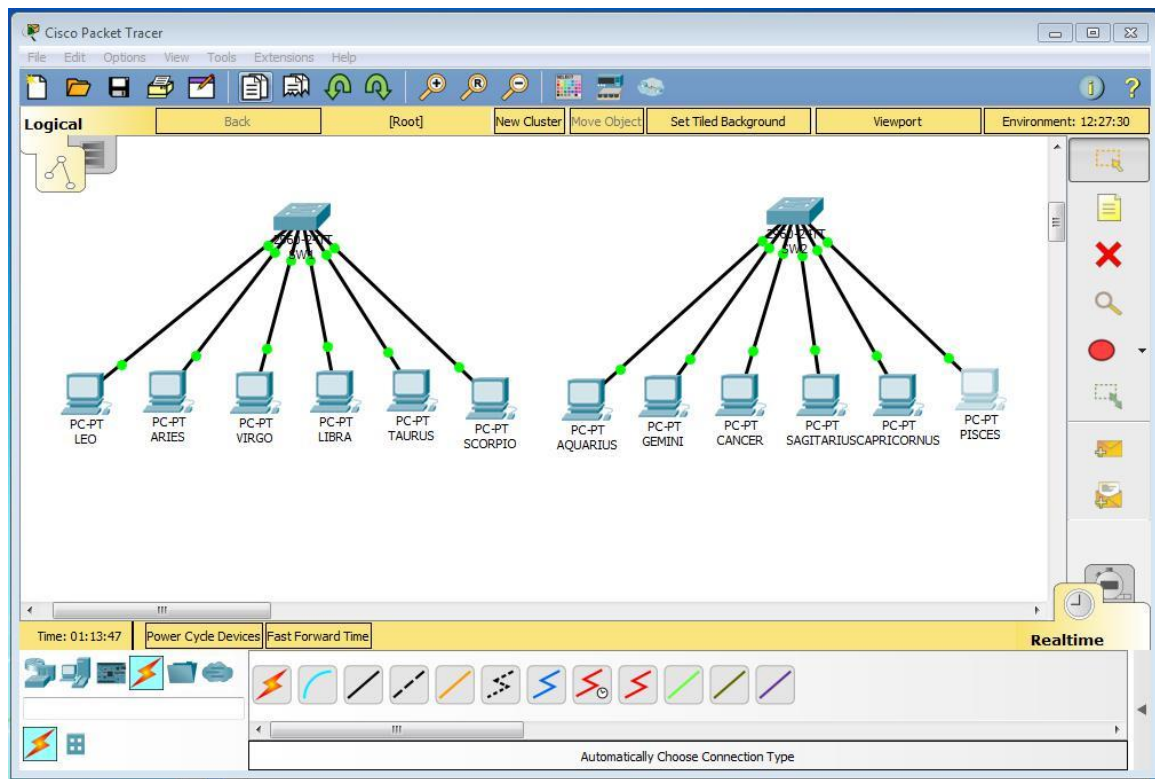 Cisco Packet Tracer
File Edit Options View Tools Extensions Help
Logical
Back
[Root]
New Cluster
Move Object
Set Tiled Background
Viewport
Environment: 12:27:30
SW1
SW2
PC-PT
LEO
PC-PT
ARIES
PC-PT
VIRGO
PC-PT
LIBRA
PC-PT
TAURUS
PC-PT
SCORPIO
PC-PT
AQUARIUS
PC-PT
GEMINI
PC-PT
CANCER
PC-PT
SAGITARIUS
PC-PT
CAPRICORNUS
PC-PT
PISCES
Time: 01:13:47
Power Cycle Devices
Fast Forward Time
Realtime
Automatically Choose Connection Type